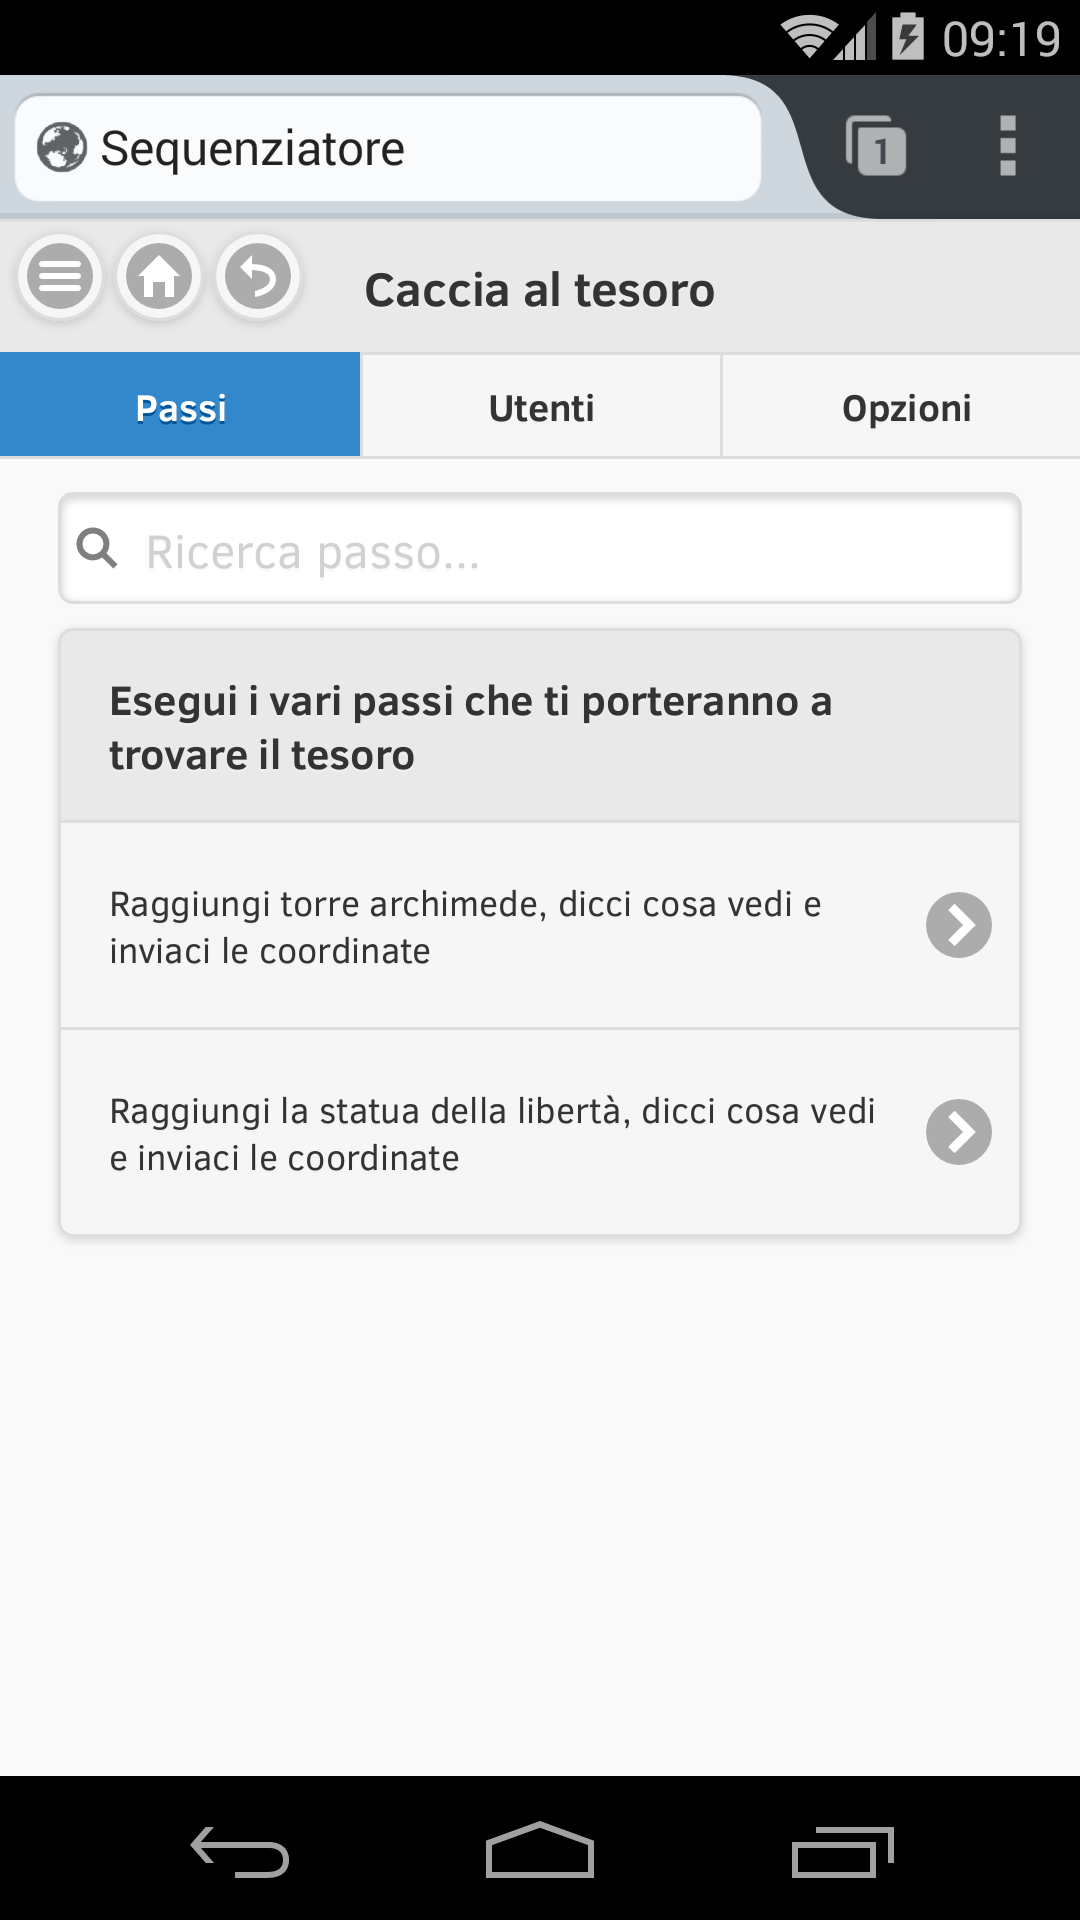 09:19
Sequenziatore
1
Caccia al tesoro
Passi
Utenti
Opzioni
Ricerca passo...
Esegui i vari passi che ti porteranno a
trovare il tesoro
Raggiungi torre archimede, dicci cosa vedi e
inviaci le coordinate
Raggiungi la statua della libertà, dicci cosa vedi
e inviaci le coordinate